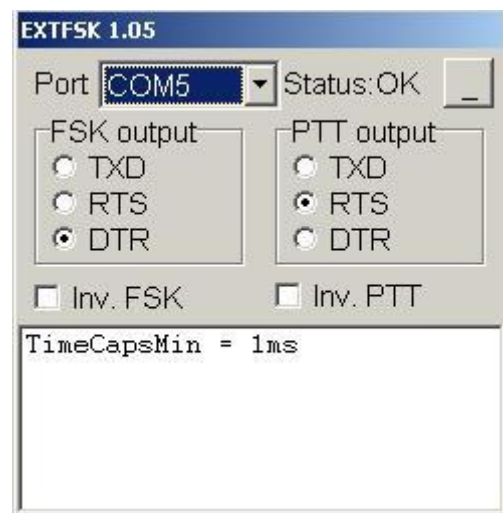 EXTFSK 1.05
Port COM5 Status:OK _
FSK output PTT output
TXD TXD
RTS RTS
DTR DTR
Inv. FSK Inv. PTT
TimeCapsMin = 1ms